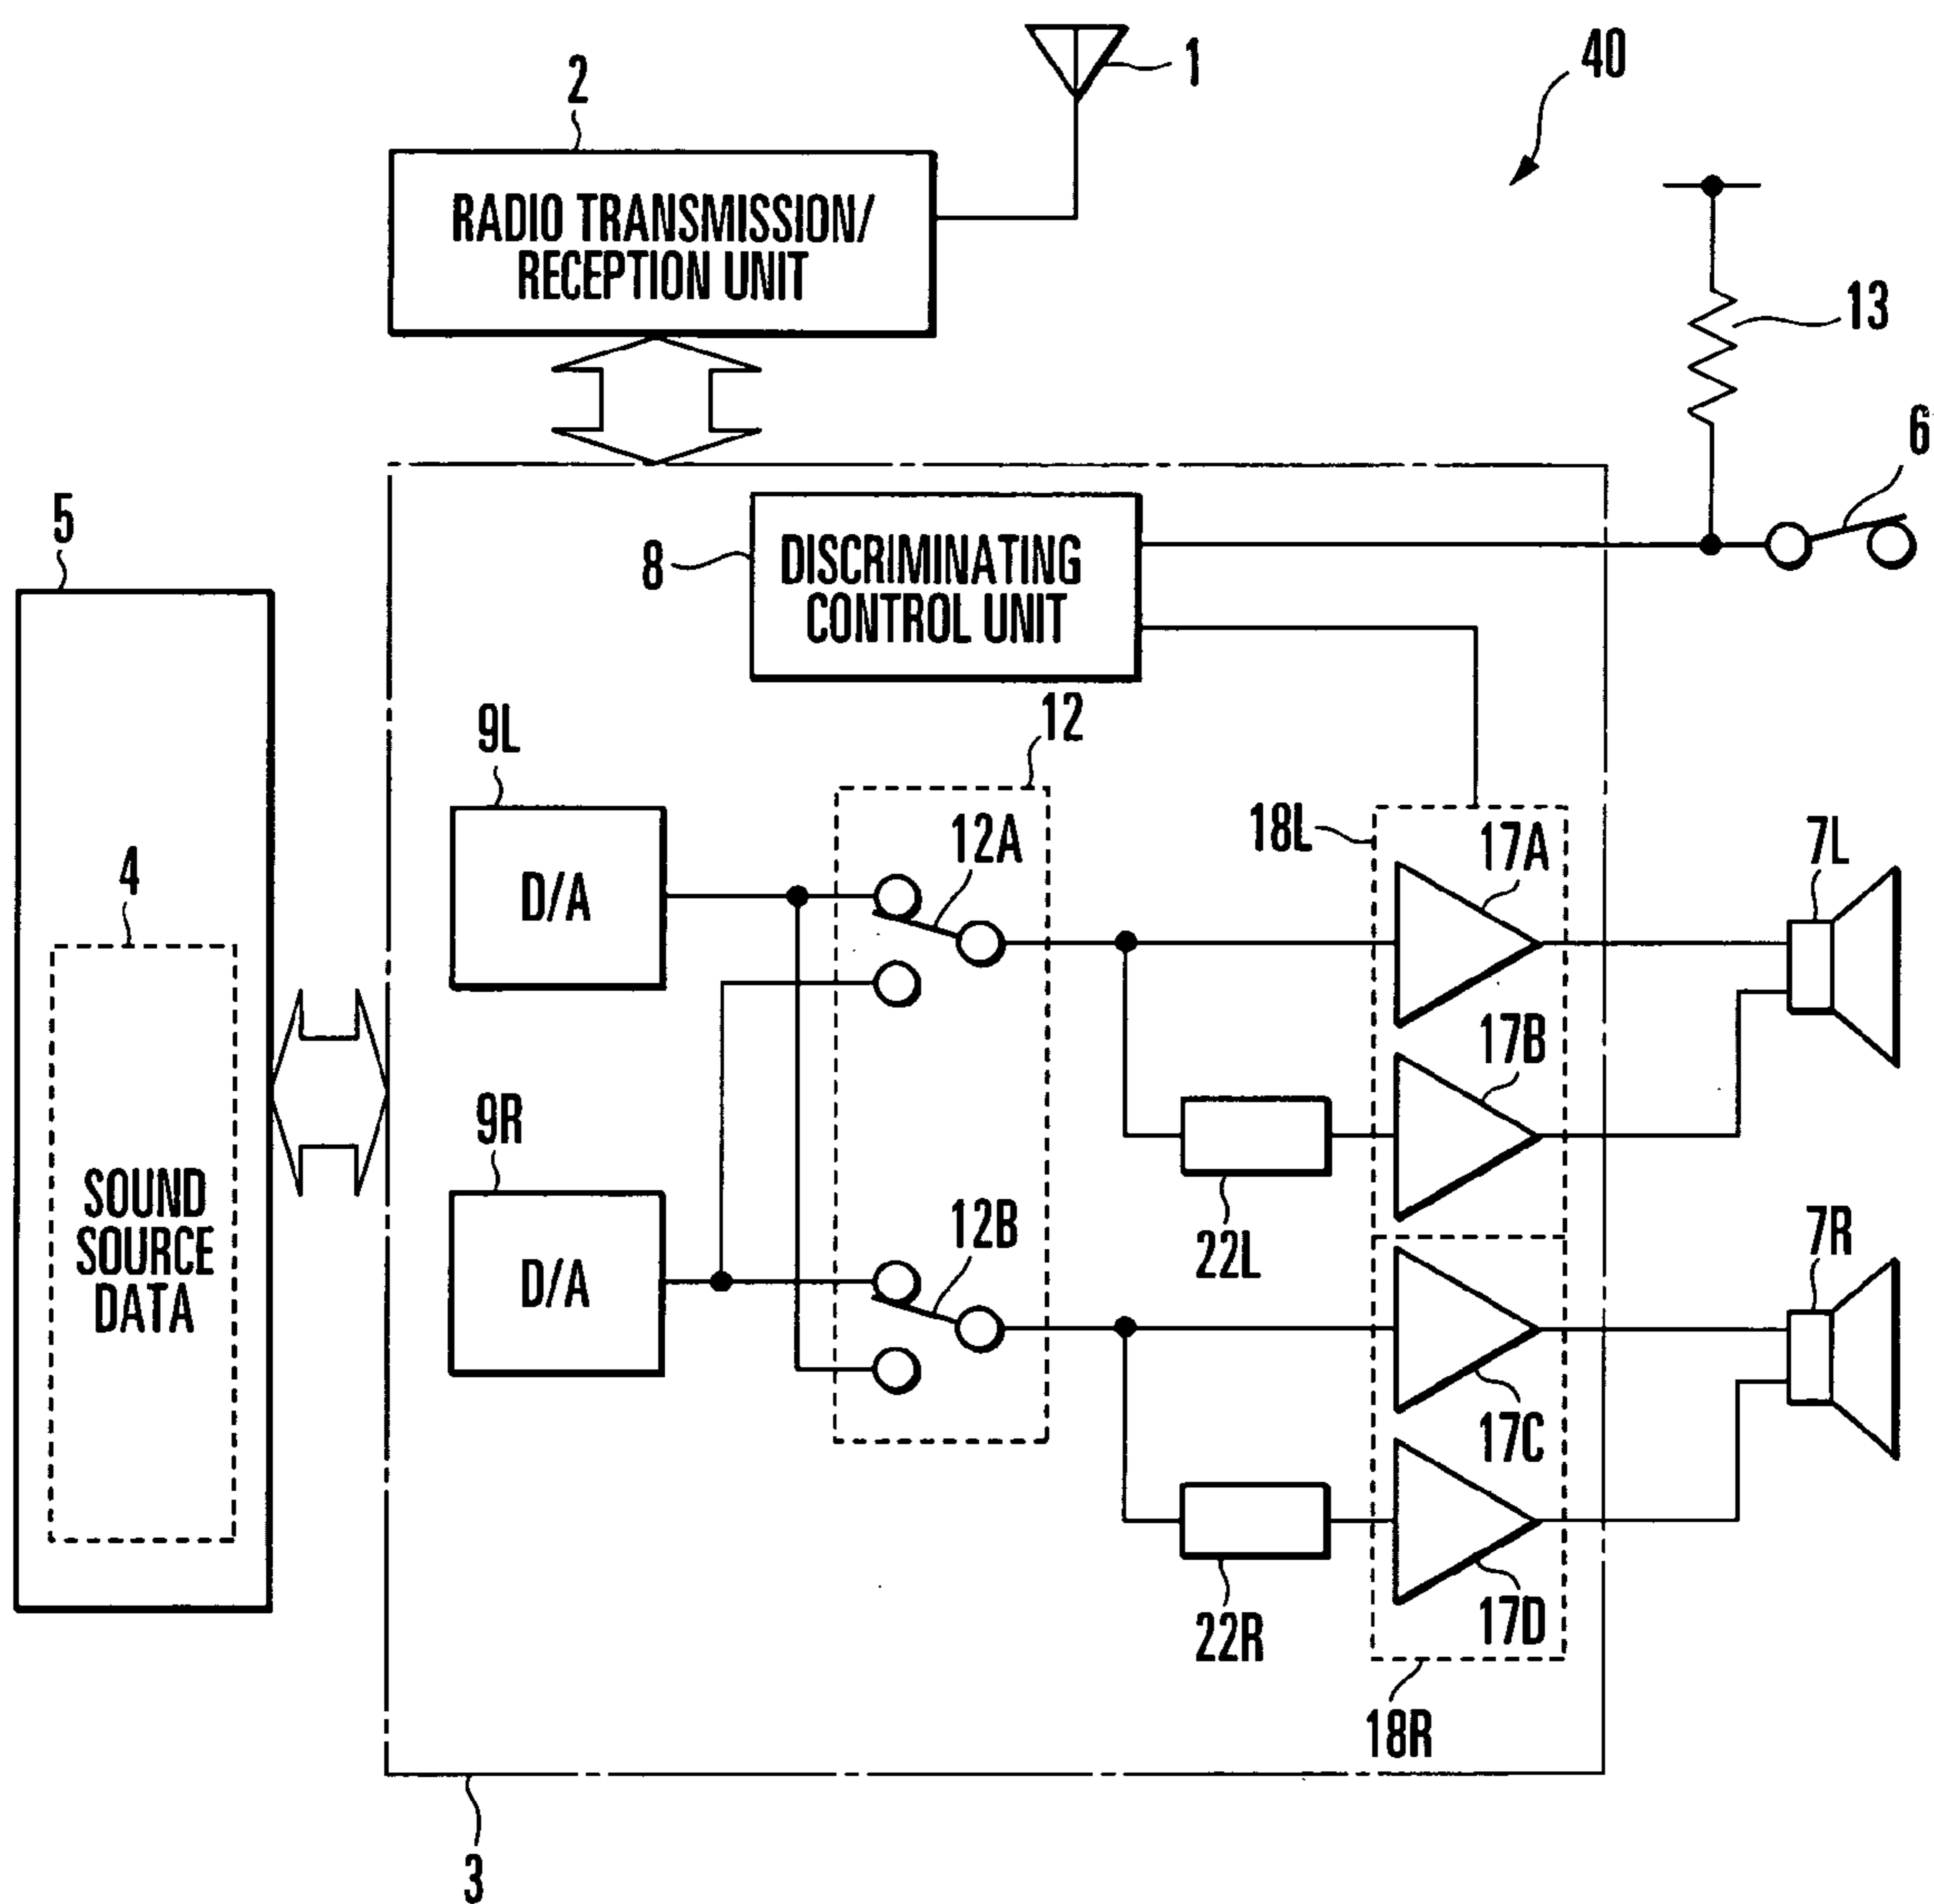 1
40
2
RADIO TRANSMISSION/
RECEPTION UNIT
13
6
5
8
DISCRIMINATING
CONTROL UNIT
12
9L
18L
17A
7L
12A
4
D/A
17B
9R
SOUND
SOURCE
DATA
12B
22L
7R
D/A
17C
22R
17D
18R
3